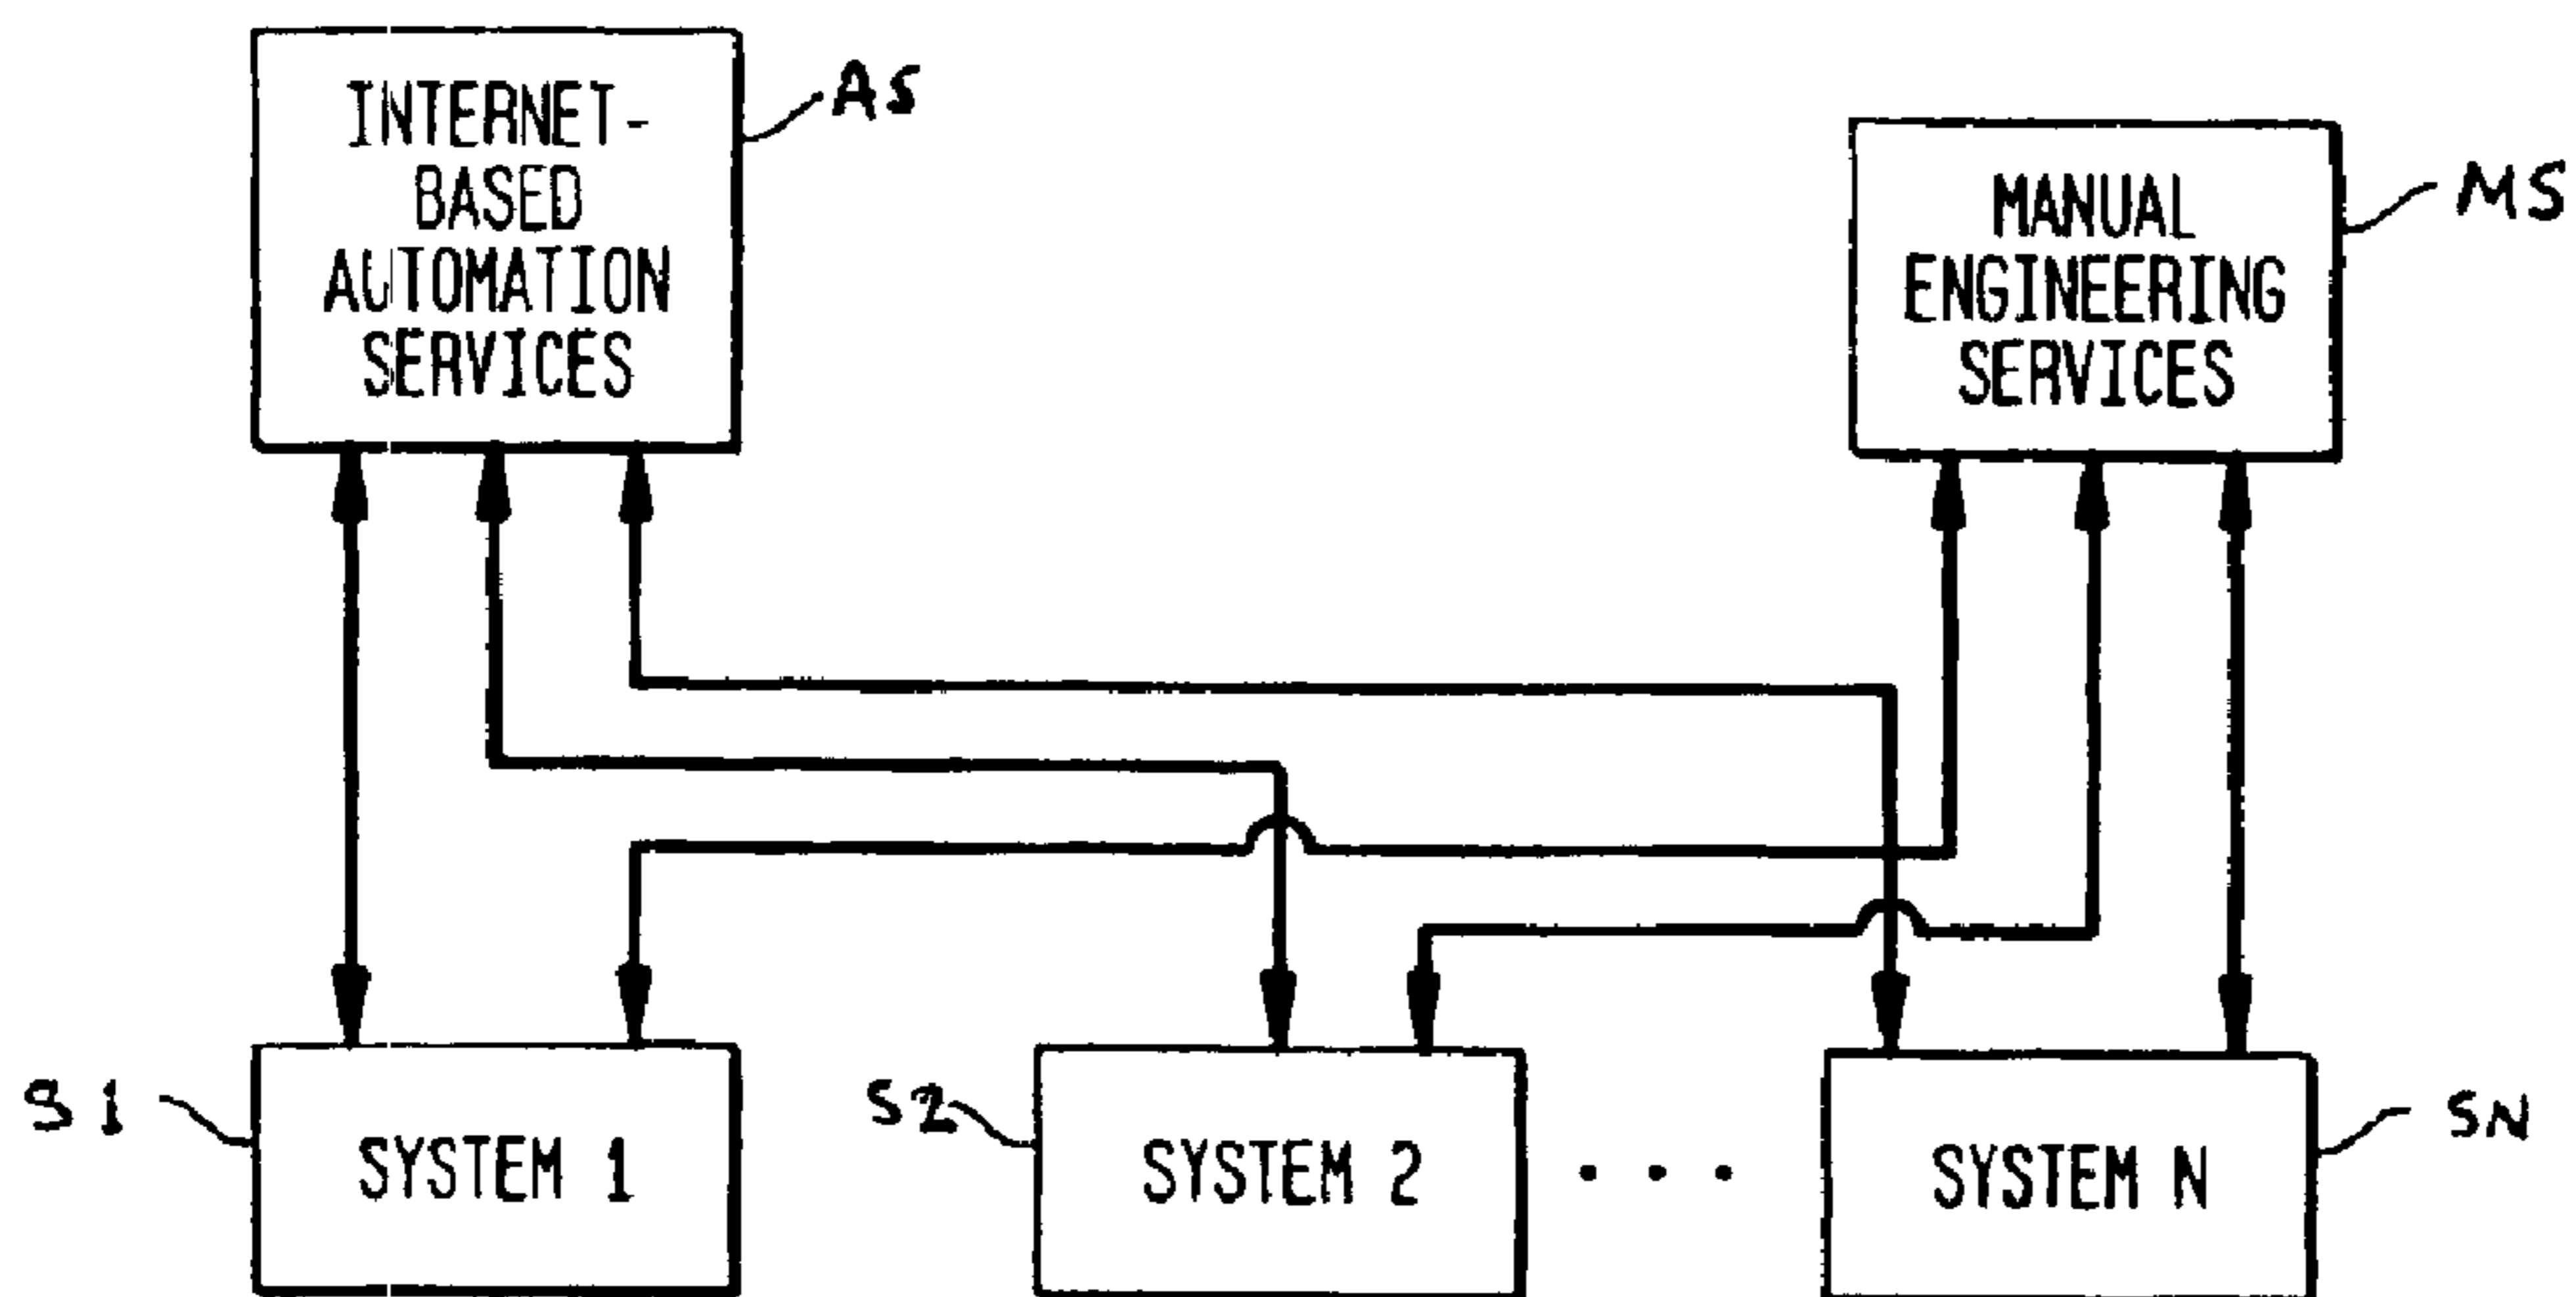 INTERNET-
BASED
AUTOMATION
SERVICES
AS
MANUAL
ENGINEERING
SERVICES
MS
S1
SYSTEM 1
S2
SYSTEM 2
. . .
SYSTEM N
SN